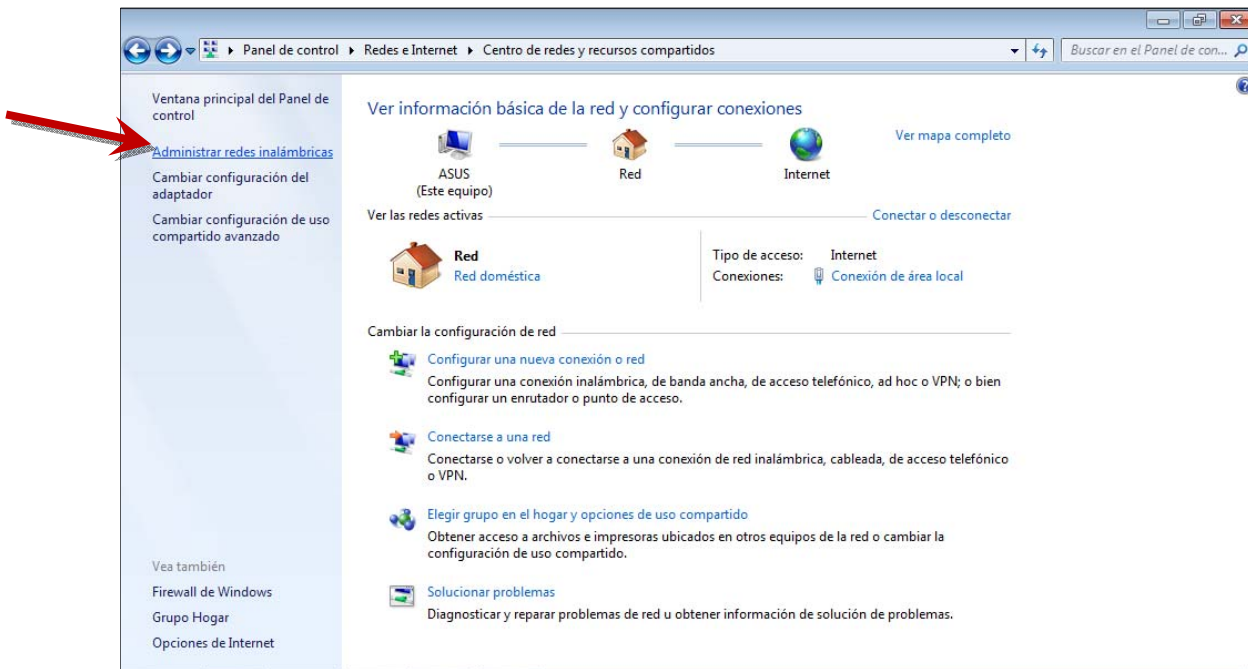 Panel de control ▸ Redes e Internet ▸ Centro de redes y recursos compartidos
Buscar en el Panel de con...
Ventana principal del Panel de
control
Administrar redes inalámbricas
Cambiar configuración del
adaptador
Cambiar configuración de uso
compartido avanzado
Vea también
Firewall de Windows
Grupo Hogar
Opciones de Internet
Ver información básica de la red y configurar conexiones
Ver mapa completo
ASUS
(Este equipo)
Red
Internet
Ver las redes activas
Conectar o desconectar
Red
Red doméstica
Tipo de acceso: Internet
Conexiones: Conexión de área local
Cambiar la configuración de red
Configurar una nueva conexión o red
Configurar una conexión inalámbrica, de banda ancha, de acceso telefónico, ad hoc o VPN; o bien
configurar un enrutador o punto de acceso.
Conectarse a una red
Conectarse o volver a conectarse a una conexión de red inalámbrica, cableada, de acceso telefónico
o VPN.
Elegir grupo en el hogar y opciones de uso compartido
Obtener acceso a archivos e impresoras ubicados en otros equipos de la red o cambiar la
configuración de uso compartido.
Solucionar problemas
Diagnosticar y reparar problemas de red u obtener información de solución de problemas.